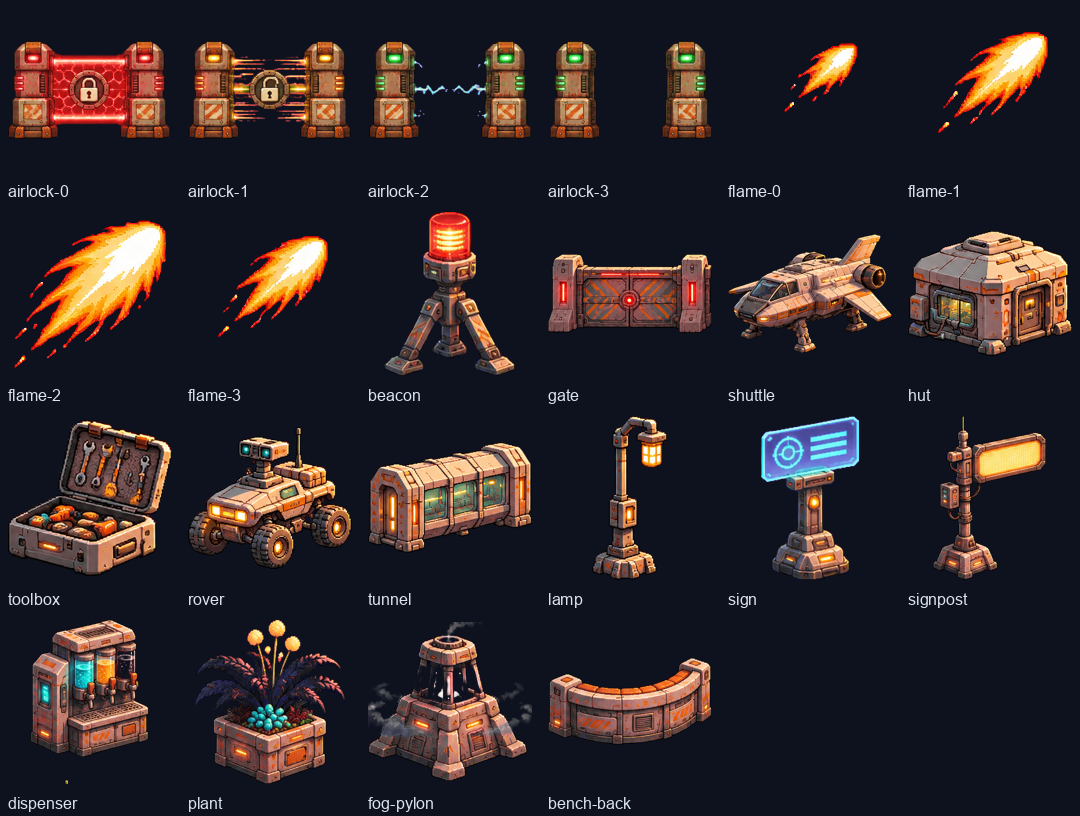 airlock-0
airlock-1
airlock-2
airlock-3
flame-0
flame-1
flame-2
flame-3
beacon
gate
shuttle
hut
toolbox
rover
tunnel
lamp
sign
signpost
dispenser
plant
fog-pylon
bench-back